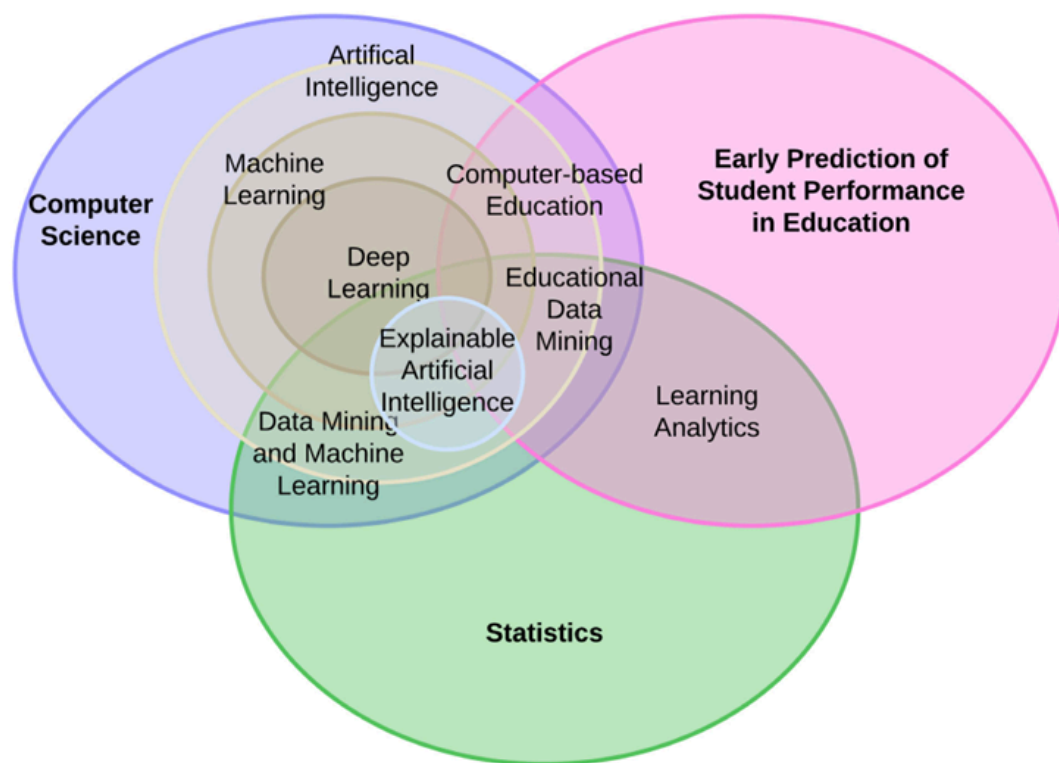 Artifical
Intelligence
Machine
Learning
Computer
Science
Computer-based
Education
Early Prediction of
Student Performance
in Education
Deep
Learning
Educational
Data
Mining
Explainable
Artificial
Intelligence
Learning
Analytics
Data Mining
and Machine
Learning
Statistics